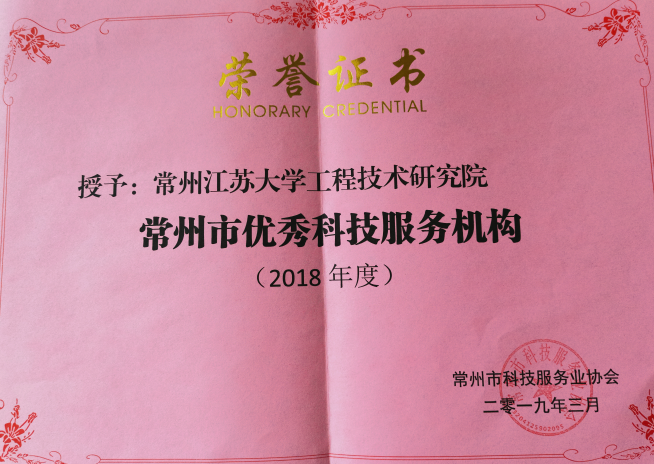 荣誉证书
HONORARY CREDENTIAL
授予：常州江苏大学工程技术研究院
常州市优秀科技服务机构
（2018 年度）
常州市科技服务业协会
二零一九年三月